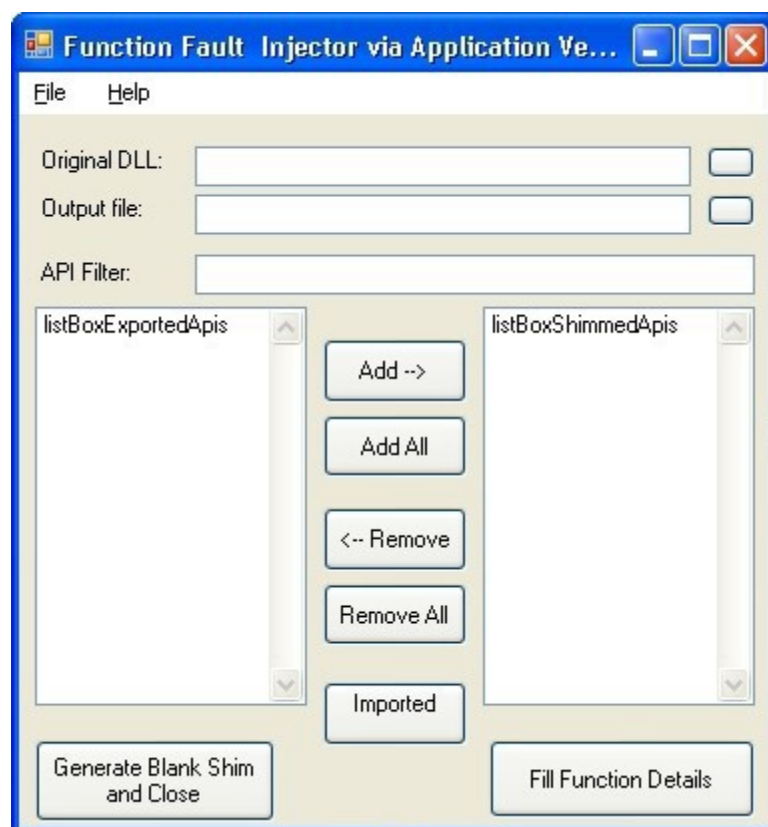 Function Fault Injector via Application Ve...
File Help
Original DLL:
Output file:
API Filter:
listBoxExportedApis
listBoxShimmedApis
Add -->
Add All
<-- Remove
Remove All
Imported
Generate Blank Shim
and Close
Fill Function Details